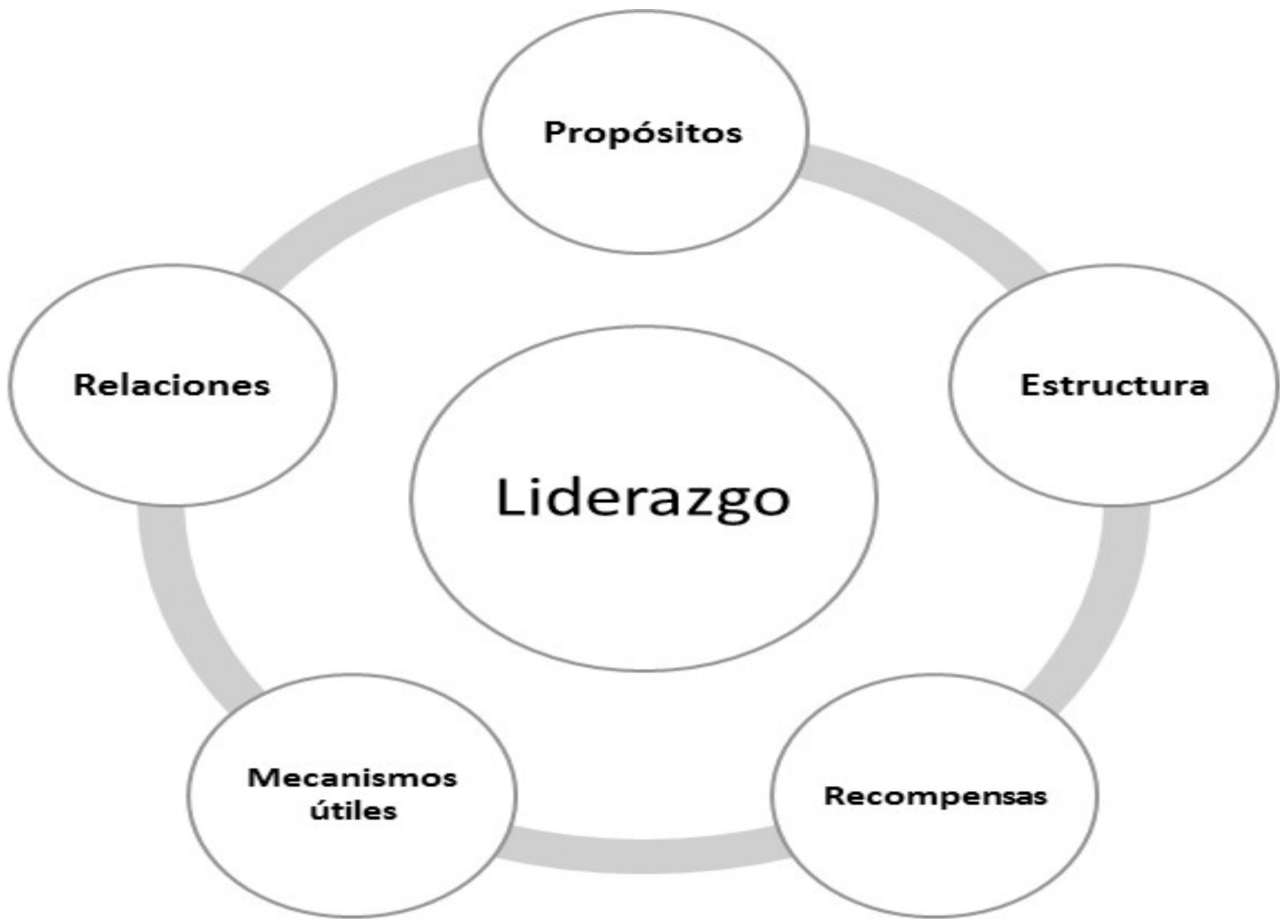 Propósitos
Relaciones
Estructura
Liderazgo
Mecanismos
útiles
Recompensas